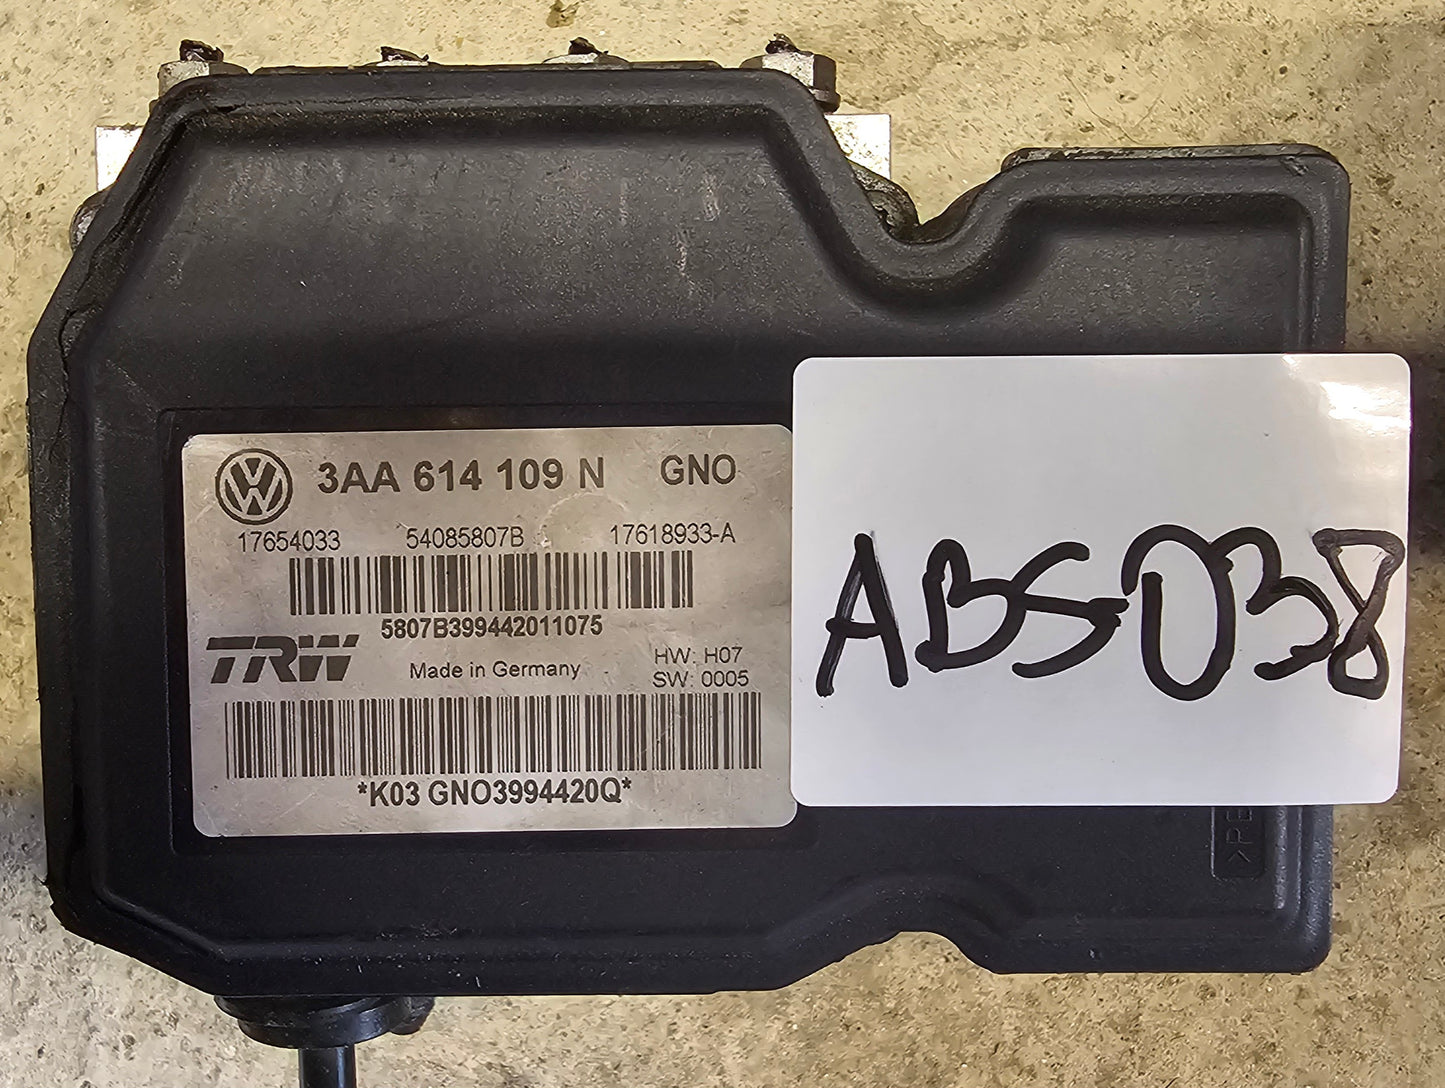 3AA 614 109 N GNO
17654033 54085807B 17618933-A
5807B399442011075
TRW
Made in Germany
HW: H07
SW: 0005
*K03 GNO3994420Q*
ABS038